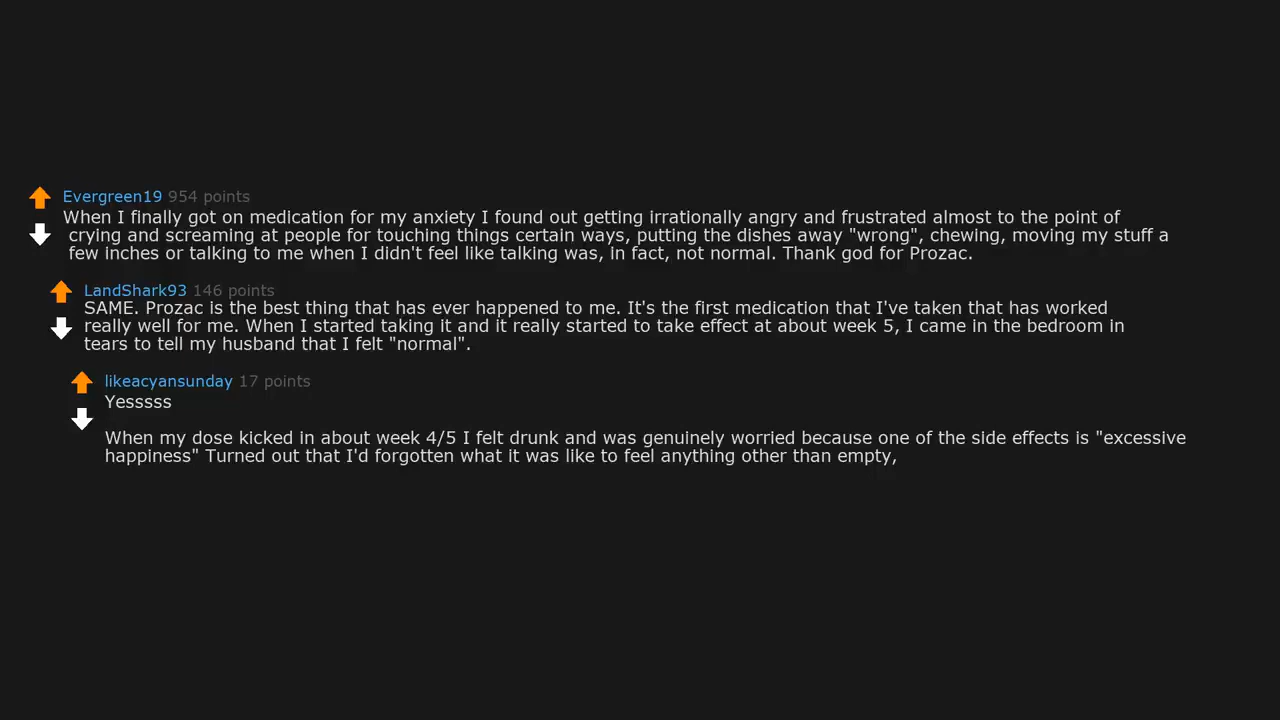 Evergreen19 954 points
When I finally got on medication for my anxiety I found out getting irrationally angry and frustrated almost to the point of
crying and screaming at people for touching things certain ways, putting the dishes away "wrong", chewing, moving my stuff a
few inches or talking to me when I didn't feel like talking was, in fact, not normal. Thank god for Prozac.
LandShark93 146 points
SAME. Prozac is the best thing that has ever happened to me. It's the first medication that I've taken that has worked
really well for me. When I started taking it and it really started to take effect at about week 5, I came in the bedroom in
tears to tell my husband that I felt "normal".
likeacyansunday 17 points
Yesssss
When my dose kicked in about week 4/5 I felt drunk and was genuinely worried because one of the side effects is "excessive
happiness" Turned out that I'd forgotten what it was like to feel anything other than empty,